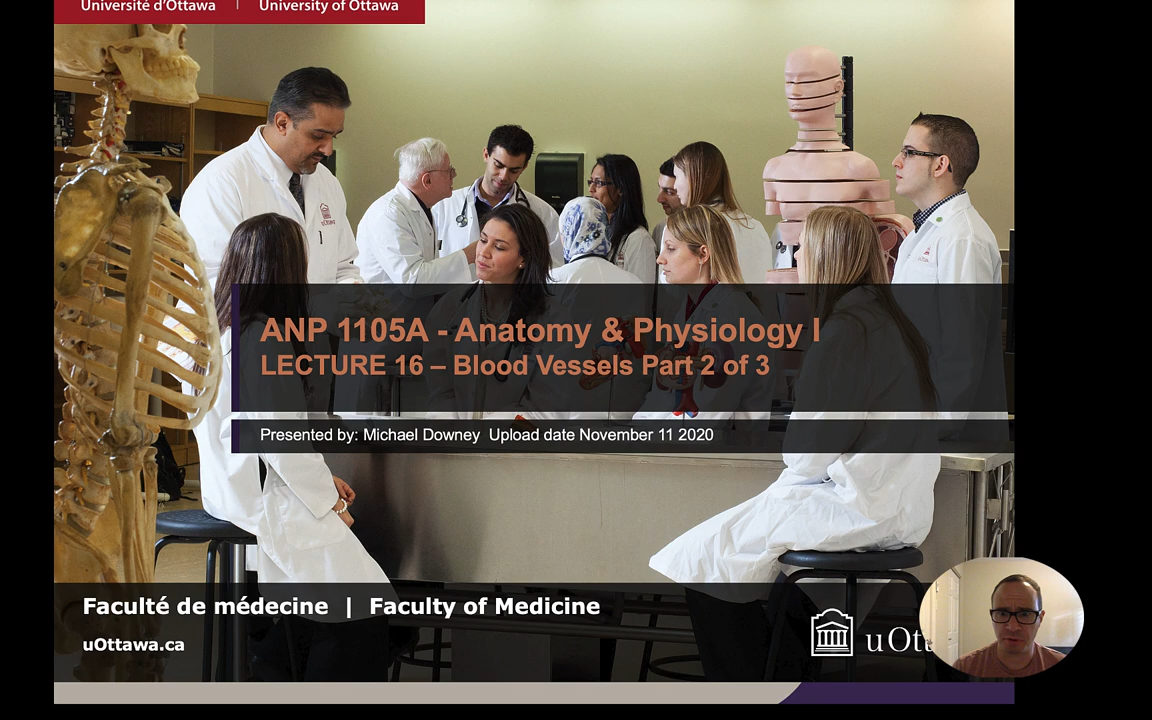 Université d'Ottawa | University of Ottawa
ANP 1105A - Anatomy & Physiology I
LECTURE 16 – Blood Vessels Part 2 of 3
Presented by: Michael Downey Upload date November 11 2020
Faculté de médecine | Faculty of Medicine
uOttawa.ca
uOtt